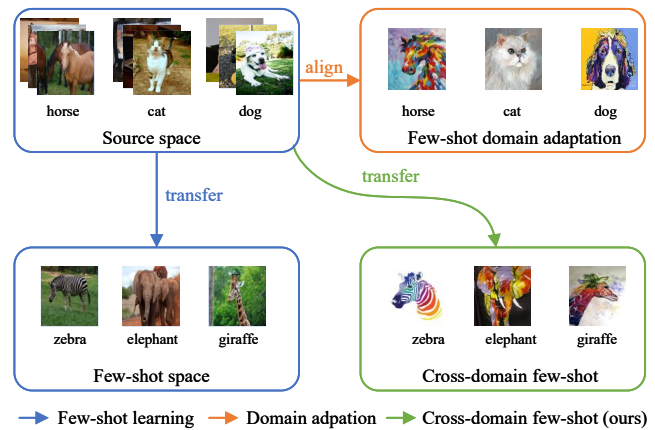 horse cat dog
Source space
align
horse cat dog
Few-shot domain adaptation
transfer
transfer
zebra elephant giraffe
Few-shot space
zebra elephant giraffe
Cross-domain few-shot
Few-shot learning Domain adpation Cross-domain few-shot (ours)